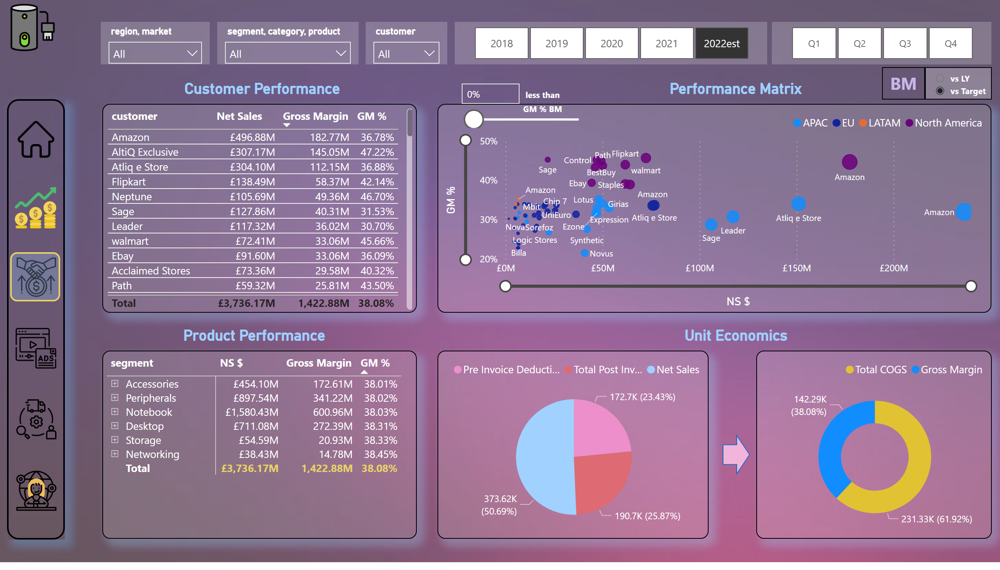 region, market
All
segment, category, product
All
customer
All
2018 2019 2020 2021 2022est
Q1 Q2 Q3 Q4
BM
vs LY
vs Target
Customer Performance
customer Net Sales Gross Margin GM %
Amazon £496.88M 182.77M 36.78%
AltiQ Exclusive £307.17M 145.05M 47.22%
Atliq e Store £304.10M 112.15M 36.88%
Flipkart £138.49M 58.37M 42.14%
Neptune £105.69M 49.36M 46.70%
Sage £127.86M 40.31M 31.53%
Leader £117.32M 36.02M 30.70%
walmart £72.41M 33.06M 45.66%
Ebay £91.60M 33.06M 36.09%
Acclaimed Stores £73.36M 29.58M 40.32%
Path £59.32M 25.81M 43.50%
Total £3,736.17M 1,422.88M 38.08%
Performance Matrix
0%
less than
GM % BM
APAC EU LATAM North America
GM %
50%
40%
30%
20%
Path Flipkart
Control
Sage
BestBuy
walmart
Amazon
Ebay
Staples
Amazon
Amazon
Lotus
Chip 7
Girias
Mbit
UniEuro
Expression
Atliq e Store
Atliq e Store
Amazon
Nova
Sorefoz
Ezone
Leader
Sage
Logic Stores
Synthetic
Billa
Novus
£0M £50M £100M £150M £200M
NS $
Product Performance
segment NS $ Gross Margin GM %
Accessories £454.10M 172.61M 38.01%
Peripherals £897.54M 341.22M 38.02%
Notebook £1,580.43M 600.96M 38.03%
Desktop £711.08M 272.39M 38.31%
Storage £54.59M 20.93M 38.33%
Networking £38.43M 14.78M 38.45%
Total £3,736.17M 1,422.88M 38.08%
Unit Economics
Pre Invoice Deducti... Total Post Inv... Net Sales
172.7K (23.43%)
373.62K
(50.69%)
190.7K (25.87%)
Total COGS Gross Margin
142.29K
(38.08%)
231.33K (61.92%)
ADS